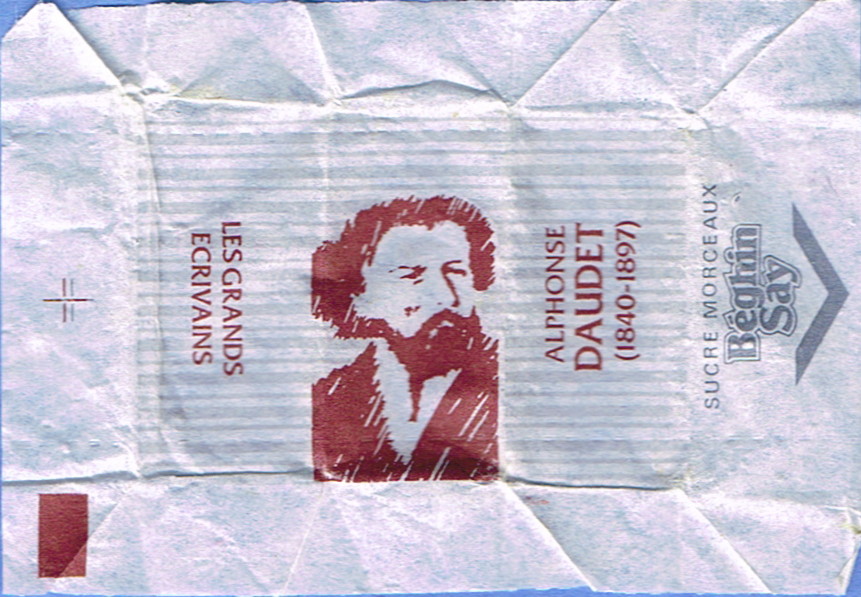 LES GRANDS
ECRIVAINS
ALPHONSE
DAUDET
(1840-1897)
SUCRE MORCEAUX
Béghin
Say